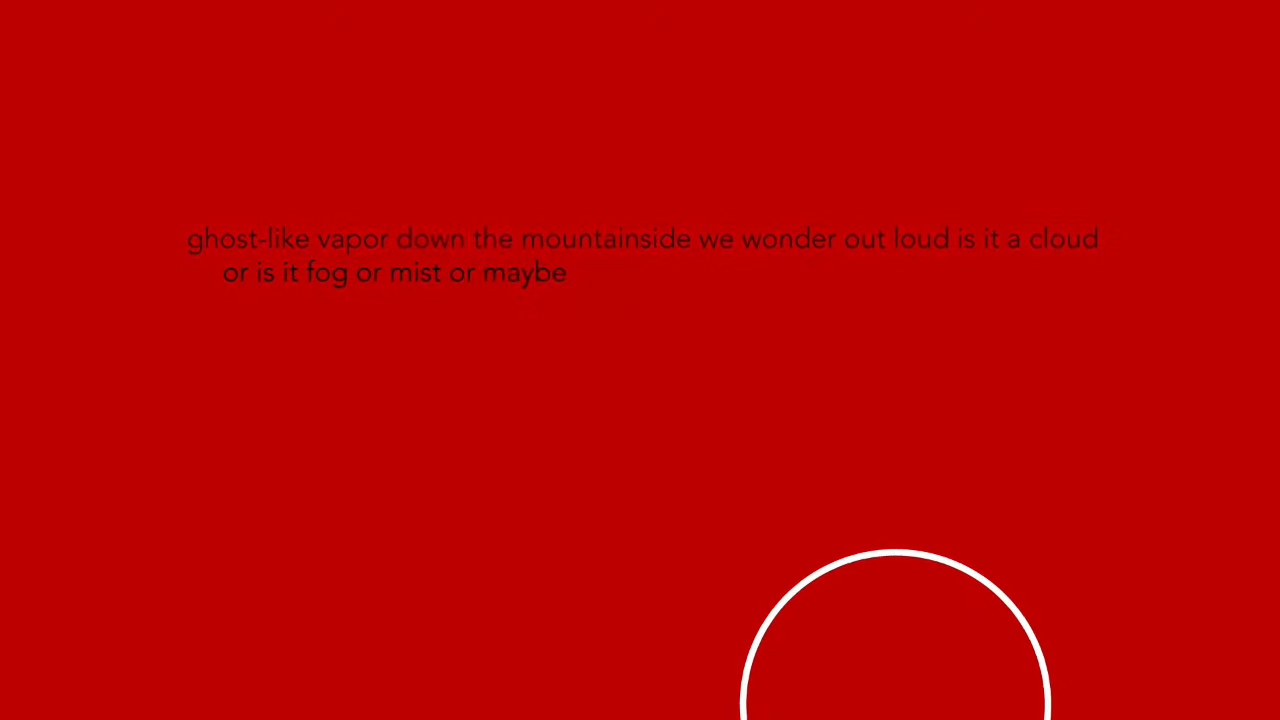 ghost-like vapor down the mountainside we wonder out loud is it a cloud
or is it fog or mist or maybe